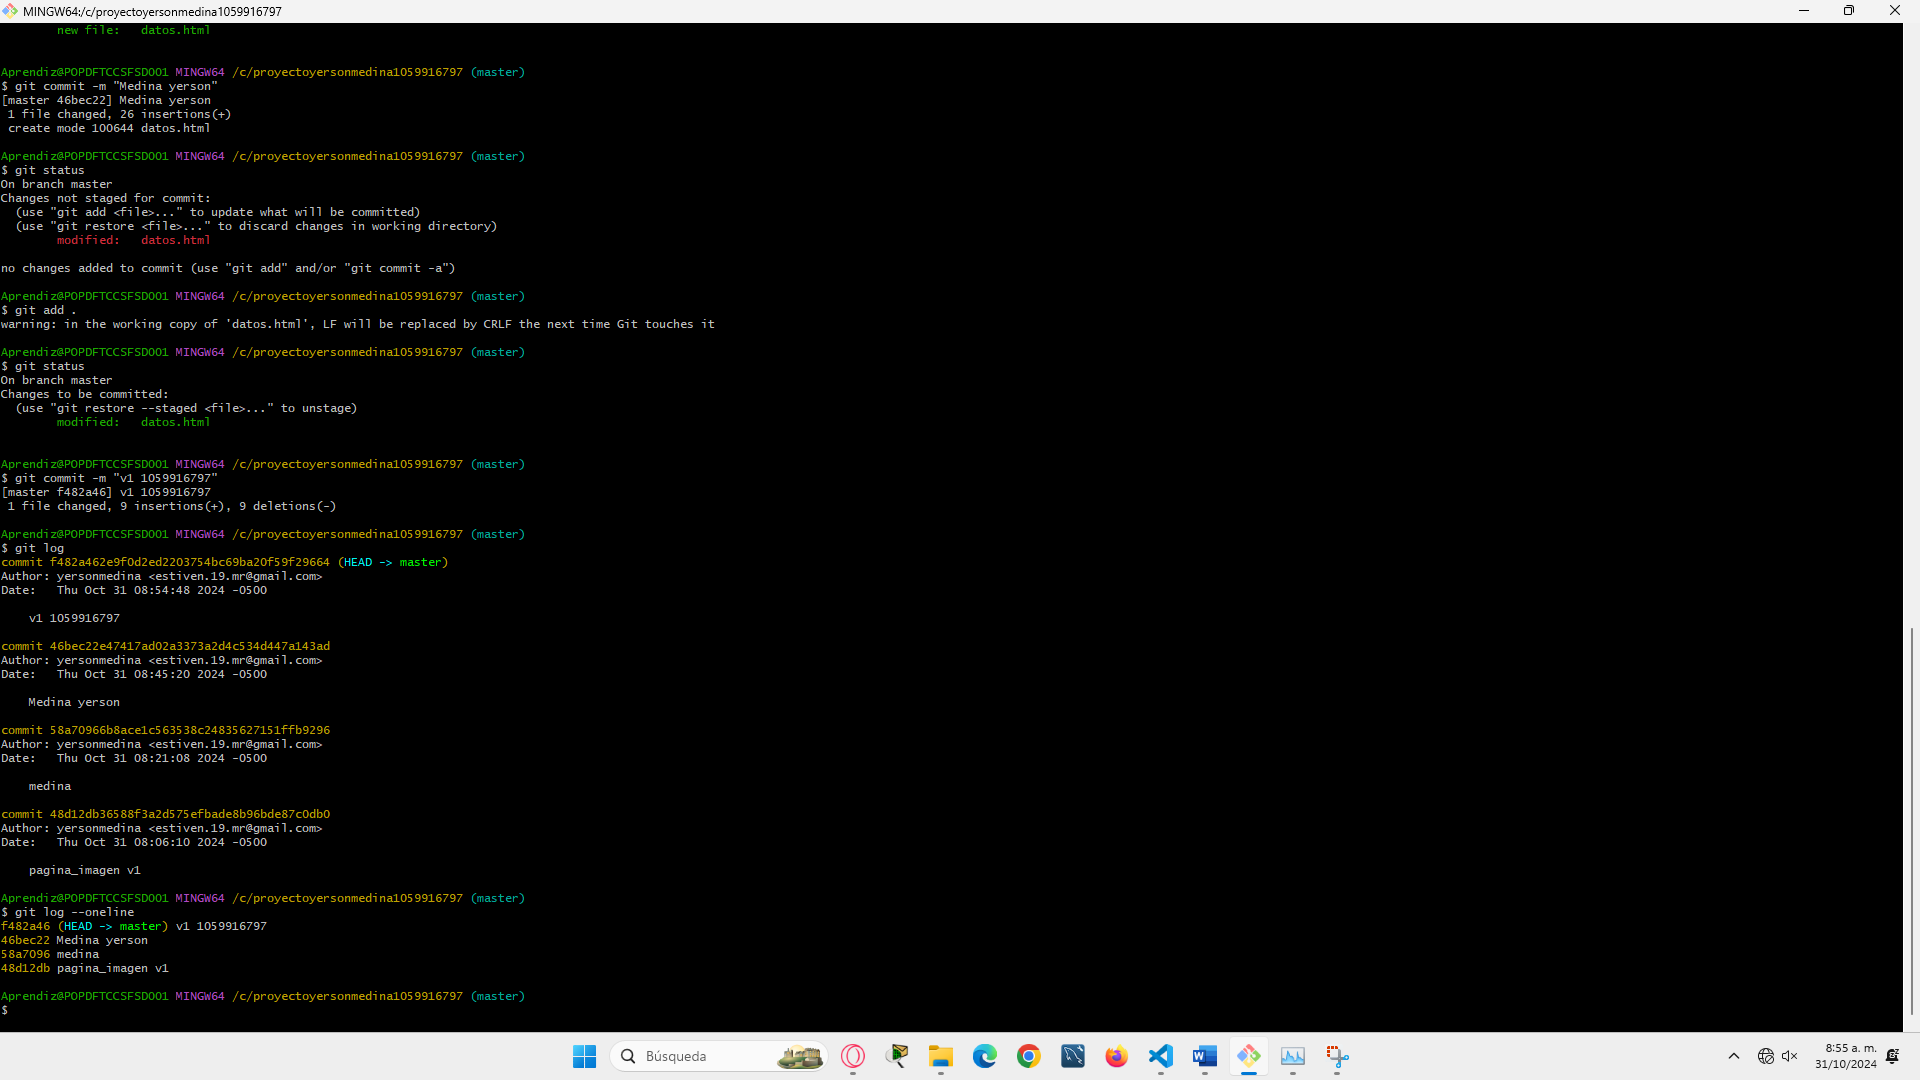 MINGW64:/c/proyectoyersonmedina1059916797
new file:   datos.html
Aprendiz@POPDFTCCSFSD001 MINGW64 /c/proyectoyersonmedina1059916797 (master)
$ git commit -m "Medina yerson"
[master 46bec22] Medina yerson
1 file changed, 26 insertions(+)
create mode 100644 datos.html
Aprendiz@POPDFTCCSFSD001 MINGW64 /c/proyectoyersonmedina1059916797 (master)
$ git status
On branch master
Changes not staged for commit:
(use "git add <file>..." to update what will be committed)
(use "git restore <file>..." to discard changes in working directory)
modified:   datos.html
no changes added to commit (use "git add" and/or "git commit -a")
Aprendiz@POPDFTCCSFSD001 MINGW64 /c/proyectoyersonmedina1059916797 (master)
$ git add .
warning: in the working copy of 'datos.html', LF will be replaced by CRLF the next time Git touches it
Aprendiz@POPDFTCCSFSD001 MINGW64 /c/proyectoyersonmedina1059916797 (master)
$ git status
On branch master
Changes to be committed:
(use "git restore --staged <file>..." to unstage)
modified:   datos.html
Aprendiz@POPDFTCCSFSD001 MINGW64 /c/proyectoyersonmedina1059916797 (master)
$ git commit -m "v1 1059916797"
[master f482a46] v1 1059916797
1 file changed, 9 insertions(+), 9 deletions(-)
Aprendiz@POPDFTCCSFSD001 MINGW64 /c/proyectoyersonmedina1059916797 (master)
$ git log
commit f482a462e9f0d2ed2203754bc69ba20f59f29664 (HEAD -> master)
Author: yersonmedina <estiven.19.mr@gmail.com>
Date:   Thu Oct 31 08:54:48 2024 -0500
v1 1059916797
commit 46bec22e47417ad02a3373a2d4c534d447a143ad
Author: yersonmedina <estiven.19.mr@gmail.com>
Date:   Thu Oct 31 08:45:20 2024 -0500
Medina yerson
commit 58a70966b8ace1c563538c24835627151ffb9296
Author: yersonmedina <estiven.19.mr@gmail.com>
Date:   Thu Oct 31 08:21:08 2024 -0500
medina
commit 48d12db36588f3a2d575efbade8b96bde87c0db0
Author: yersonmedina <estiven.19.mr@gmail.com>
Date:   Thu Oct 31 08:06:10 2024 -0500
pagina_imagen v1
Aprendiz@POPDFTCCSFSD001 MINGW64 /c/proyectoyersonmedina1059916797 (master)
$ git log --oneline
f482a46 (HEAD -> master) v1 1059916797
46bec22 Medina yerson
58a7096 medina
48d12db pagina_imagen v1
Aprendiz@POPDFTCCSFSD001 MINGW64 /c/proyectoyersonmedina1059916797 (master)
$
Búsqueda
8:55 a. m.
31/10/2024